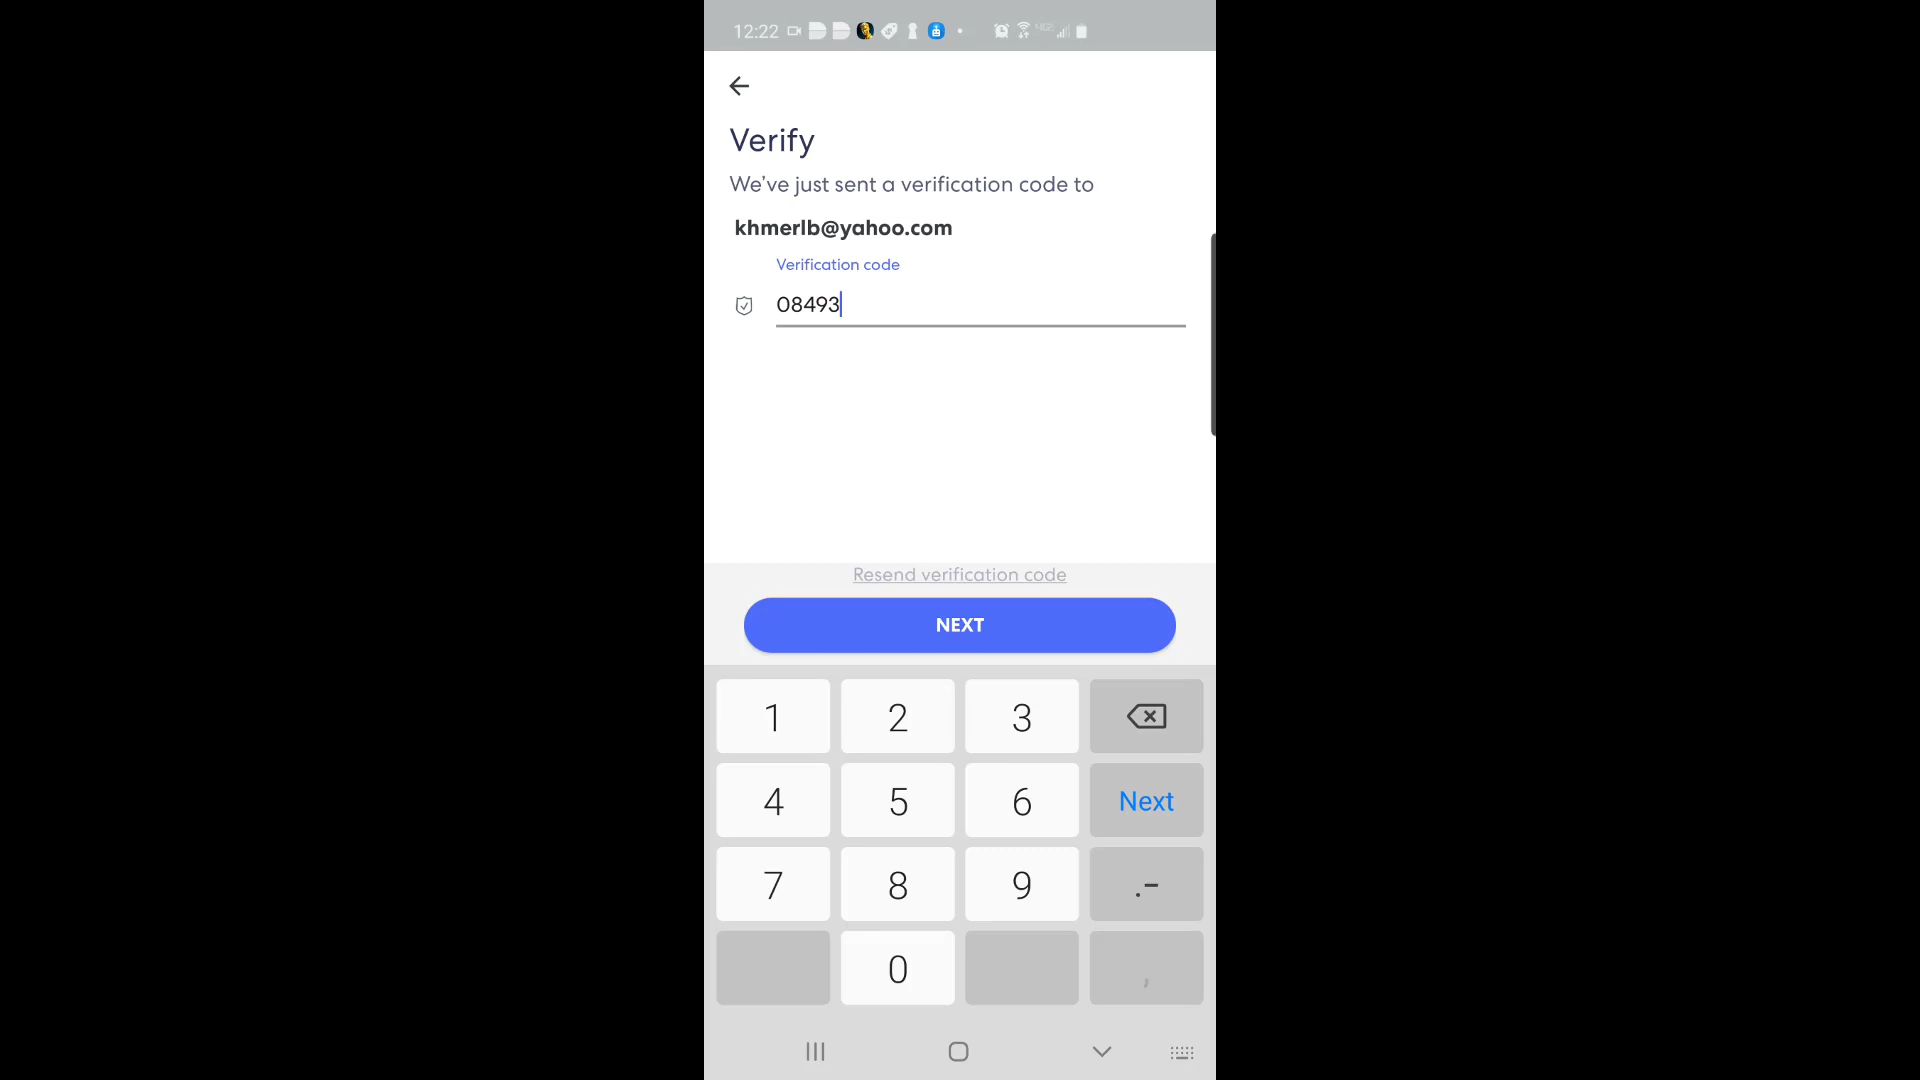 12:22
Verify
We've just sent a verification code to
khmerlb@yahoo.com
Verification code
08493
Resend verification code
NEXT
1 2 3
4 5 6 Next
7 8 9 .-
0 ,